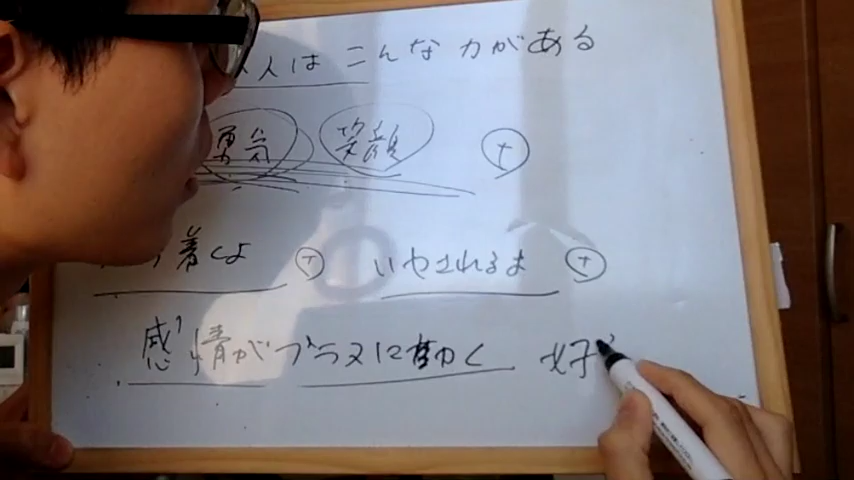 人はこんな力がある
勇気 笑顔 +
着くよ + いやされるよ +
感情がプラスに動く 好